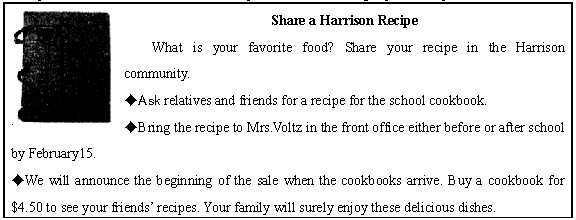 Share a Harrison Recipe
What is your favorite food? Share your recipe in the Harrison
community.
◆Ask relatives and friends for a recipe for the school cookbook.
◆Bring the recipe to Mrs.Voltz in the front office either before or after school
by February15.
◆We will announce the beginning of the sale when the cookbooks arrive. Buy a cookbook for
$4.50 to see your friends’ recipes. Your family will surely enjoy these delicious dishes.